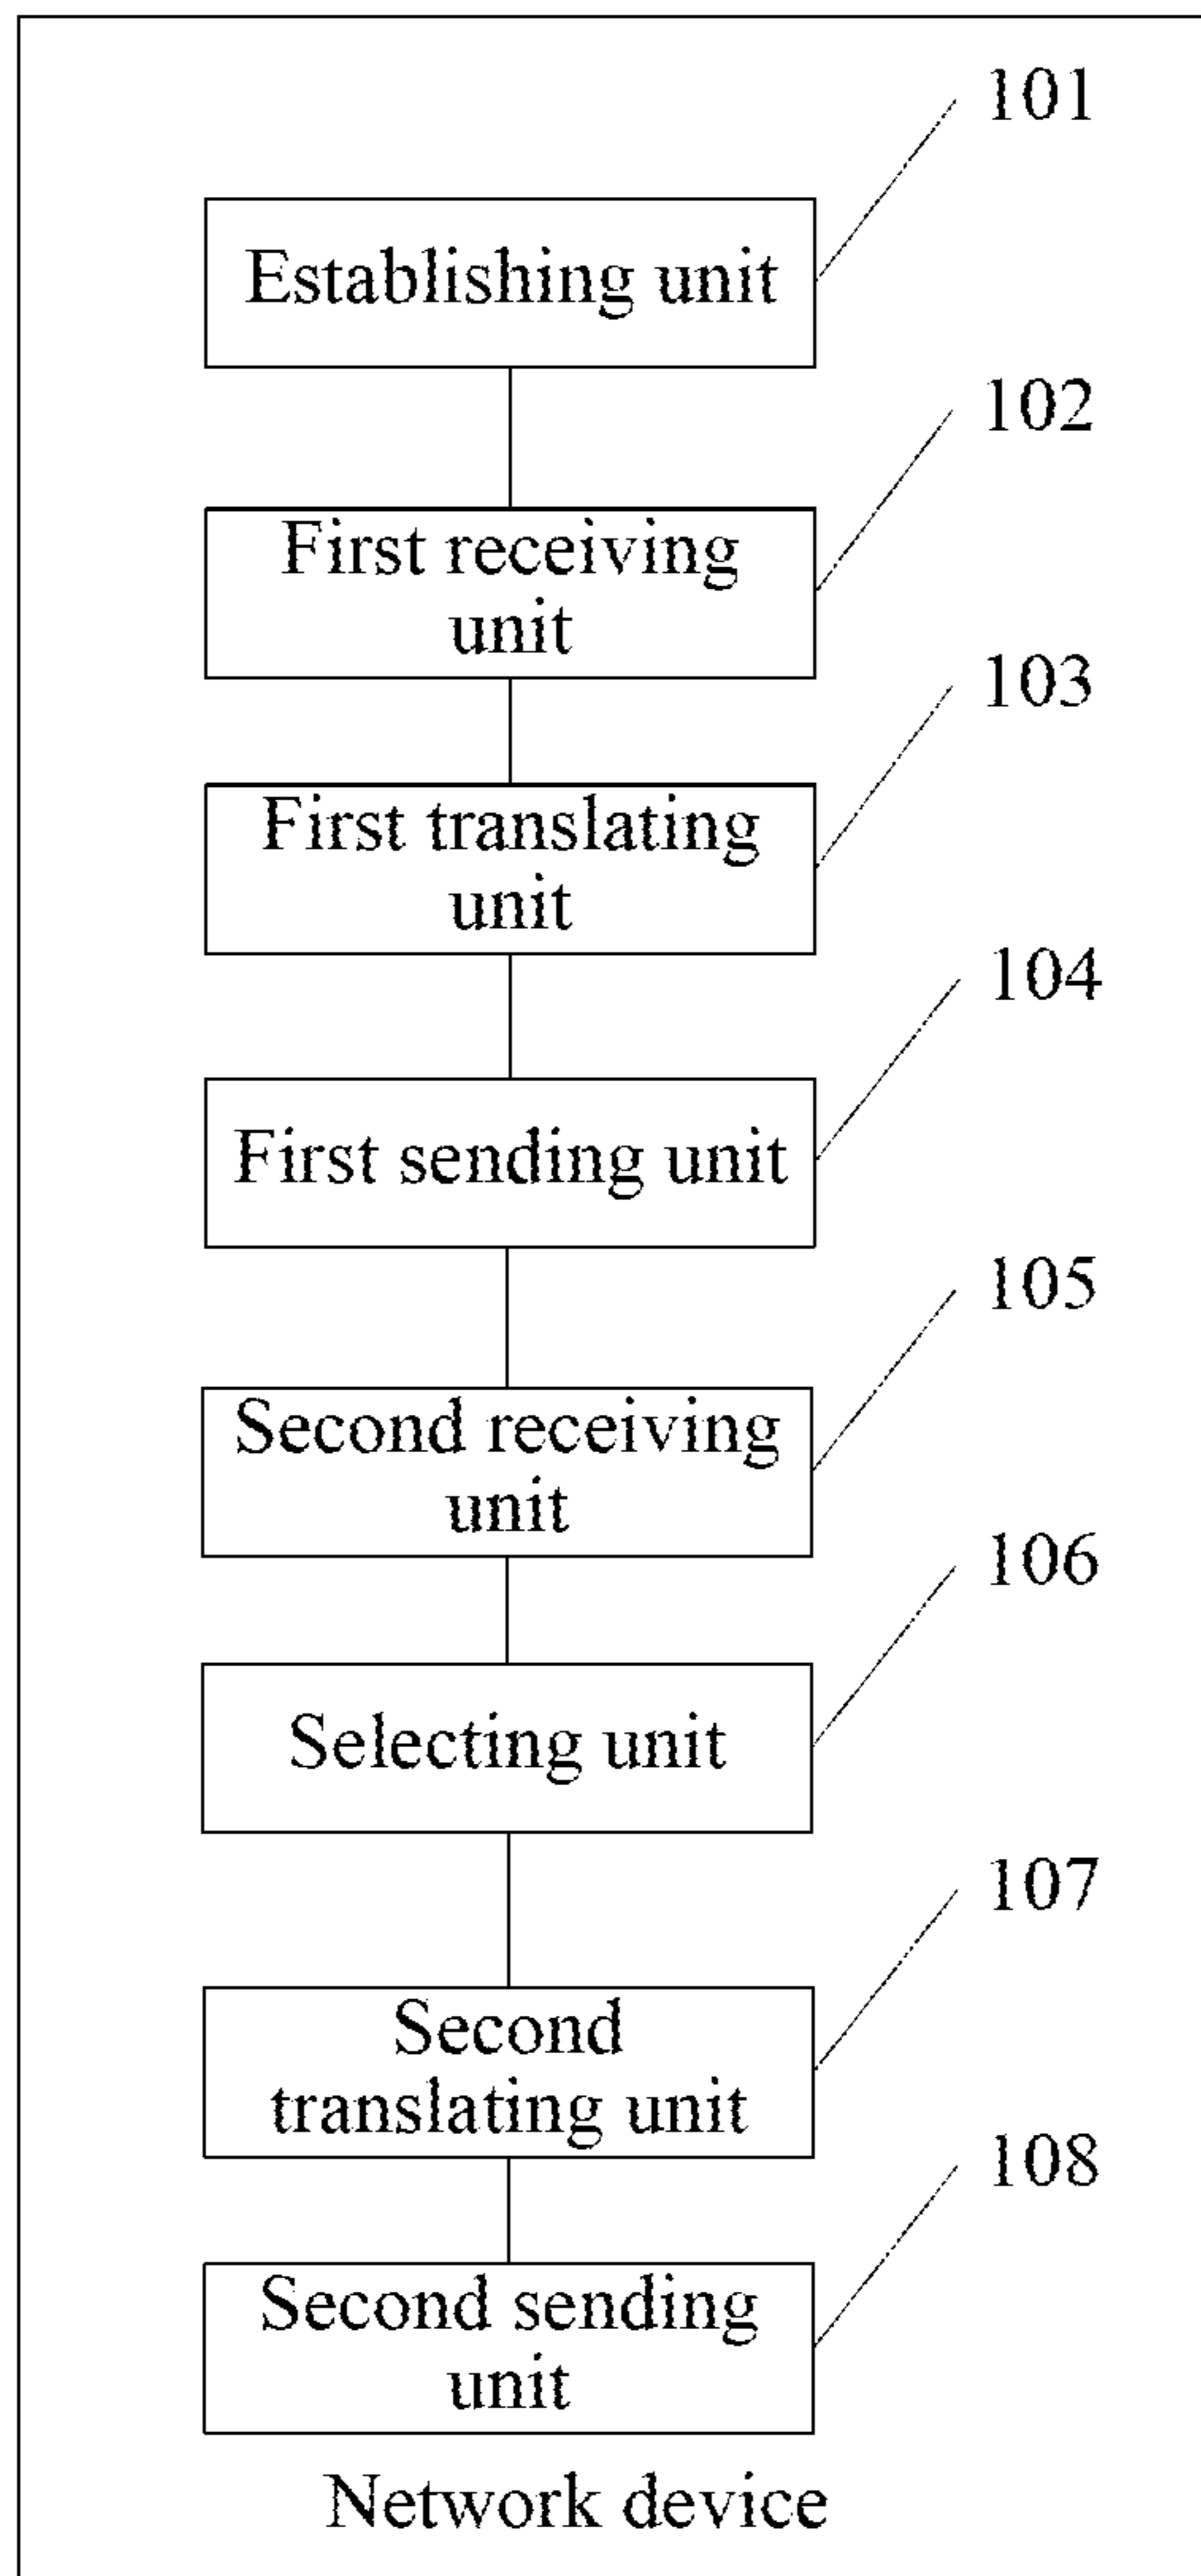 101
Establishing unit
102
First receiving
unit
103
First translating
unit
104
First sending unit
105
Second receiving
unit
106
Selecting unit
107
Second
translating unit
108
Second sending
unit
Network device